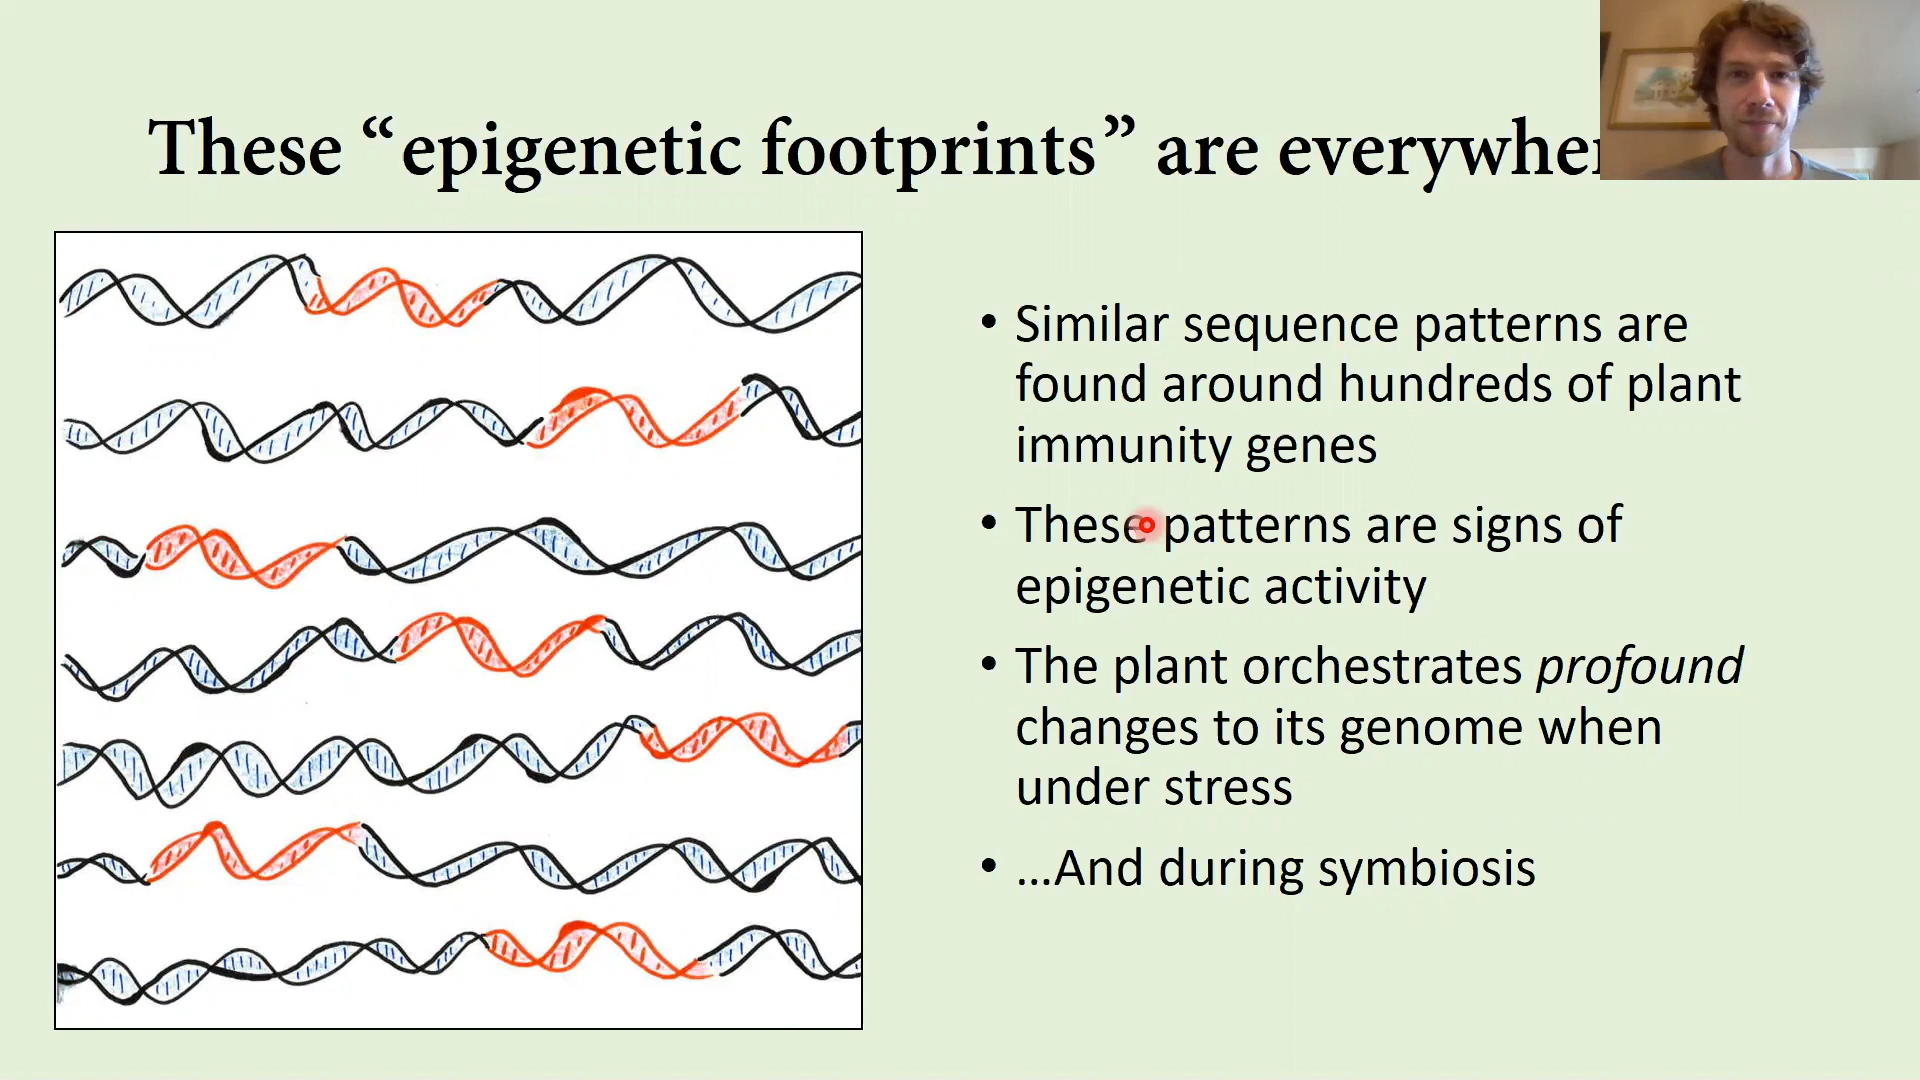 These “epigenetic footprints” are
• Similar sequence patterns are
found around hundreds of plant
immunity genes
• These patterns are signs of
epigenetic activity
• The plant orchestrates profound
changes to its genome when
under stress
• …And during symbiosis